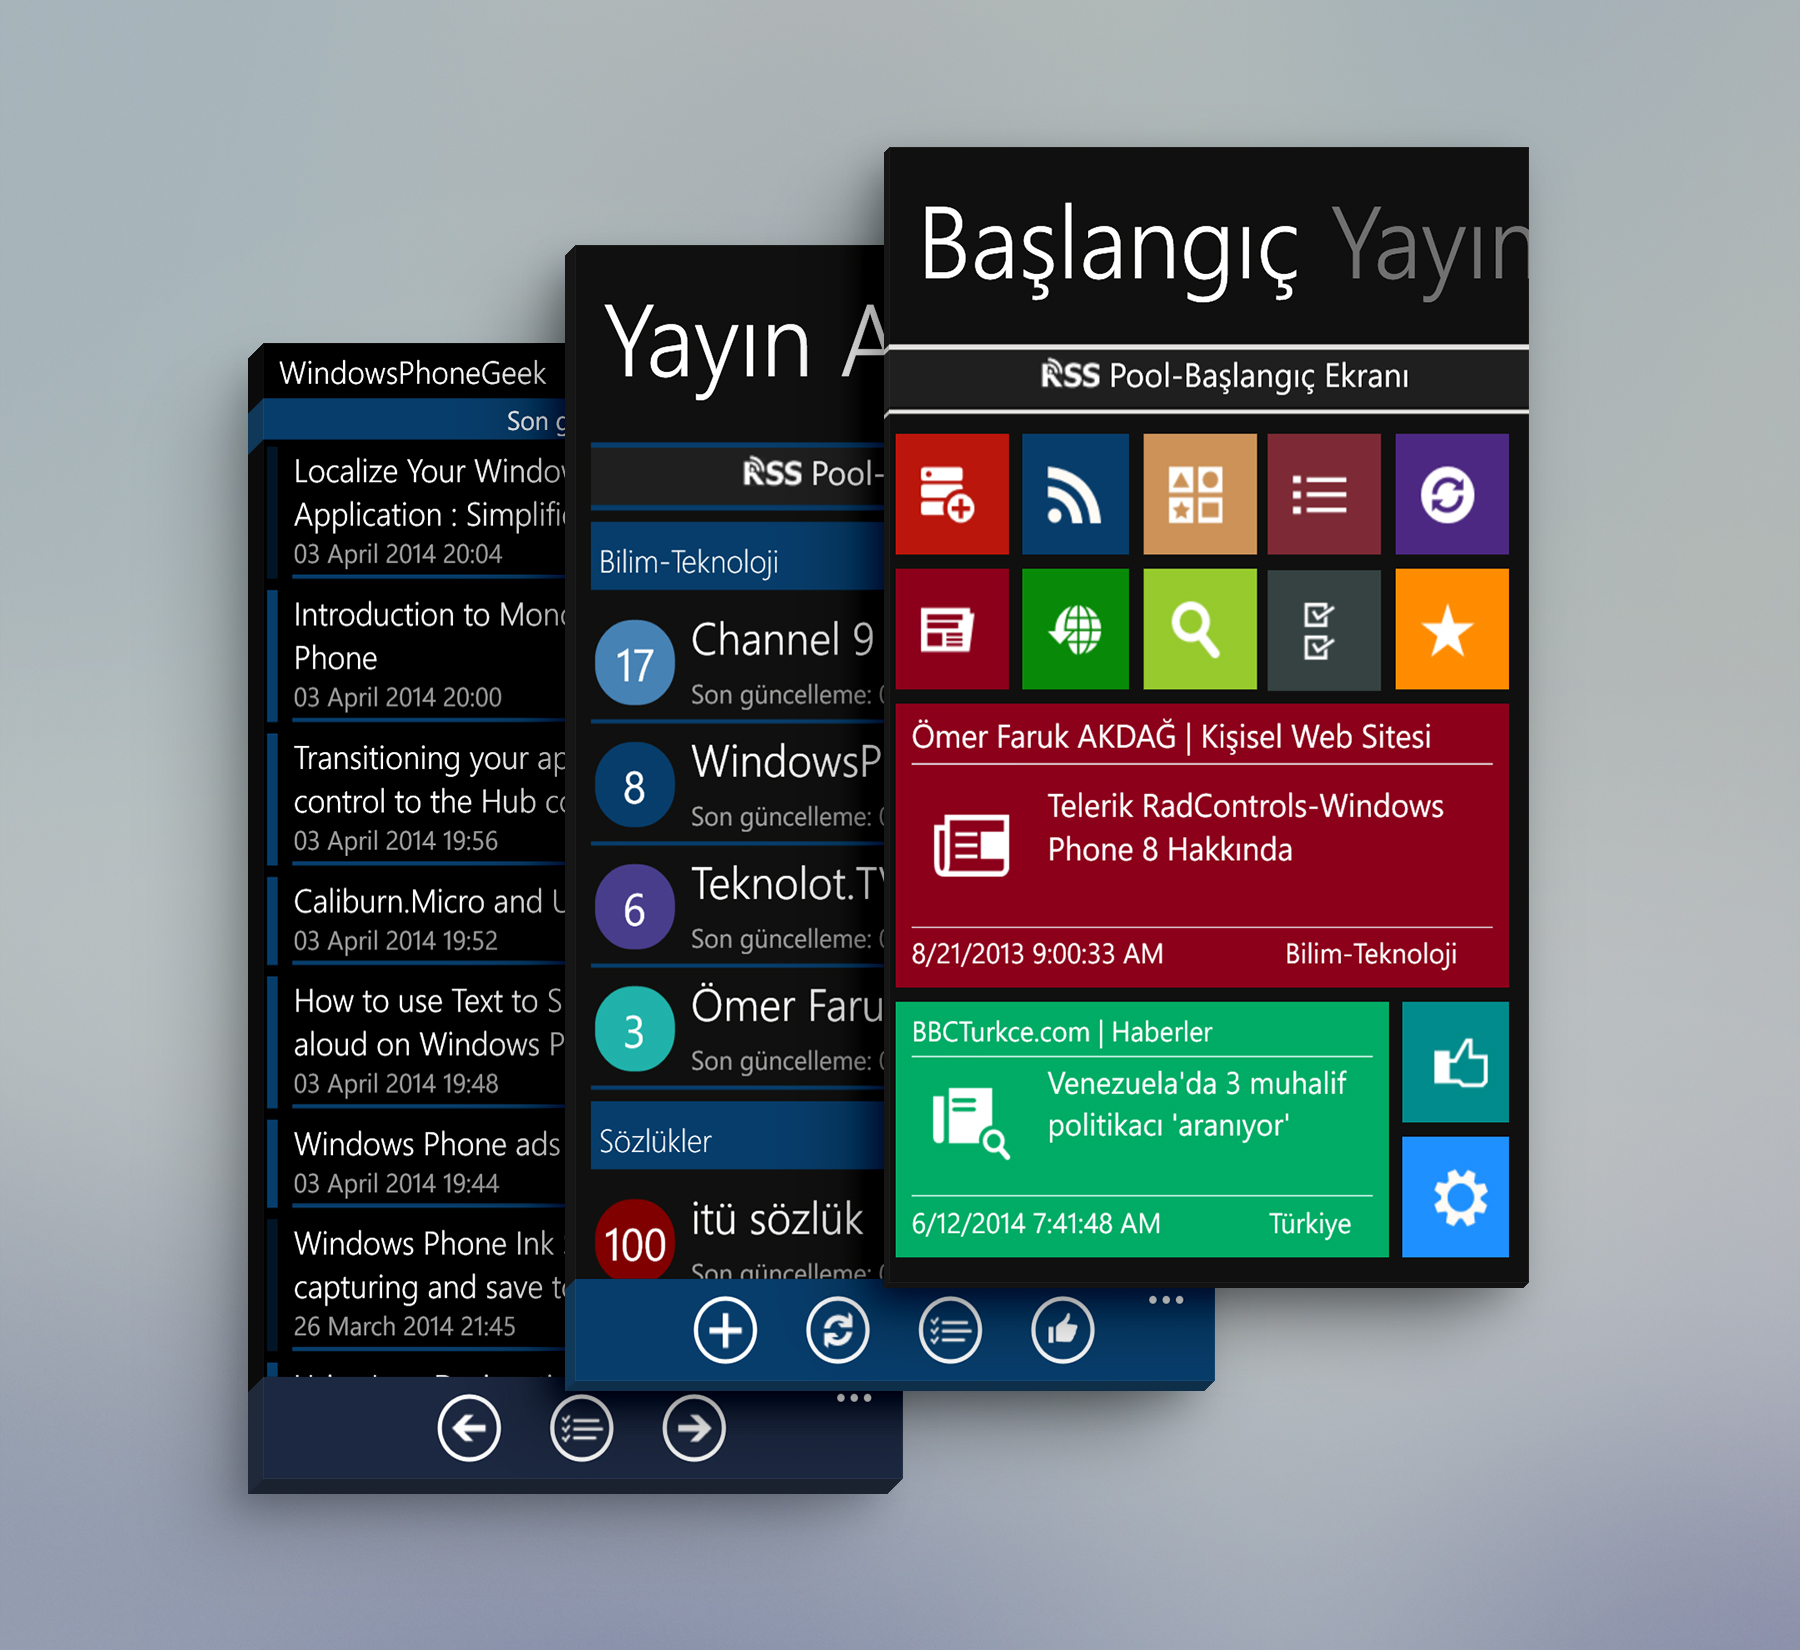 WindowsPhoneGeek
Son
Localize Your
Application : Simplifi
03 April 2014 20:04
Introduction to
Phone
03 April 2014 20:00
Transitioning your
control to the Hub
03 April 2014 19:56
Caliburn.Micro and
03 April 2014 19:52
How to use Text to S
aloud on Windows P
03 April 2014 19:48
Windows Phone ads
03 April 2014 19:44
Windows Phone Ink
capturing and save
26 March 2014 21:45
Yayın A
RSS Pool-
Bilim-Teknoloji
17
Channel 9
Son güncelleme:
8
WindowsP
Son güncelleme:
6
Teknolot.T
Son güncelleme:
3
Ömer Faru
Son güncelleme:
Sözlükler
100
itü sözlük
Son güncelleme:
Başlangıç Yayın
RSS Pool-Başlangıç Ekranı
Ömer Faruk AKDAĞ | Kişisel Web Sitesi
Telerik RadControls-Windows
Phone 8 Hakkında
8/21/2013 9:00:33 AM Bilim-Teknoloji
BBCTurkce.com | Haberler
Venezuela'da 3 muhalif
politikacı 'aranıyor'
6/12/2014 7:41:48 AM Türkiye